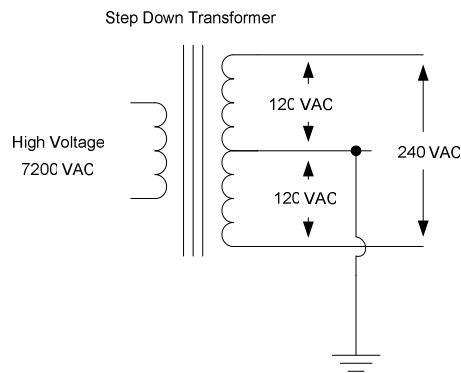 Step Down Transformer
120 VAC
High Voltage
7200 VAC
240 VAC
120 VAC